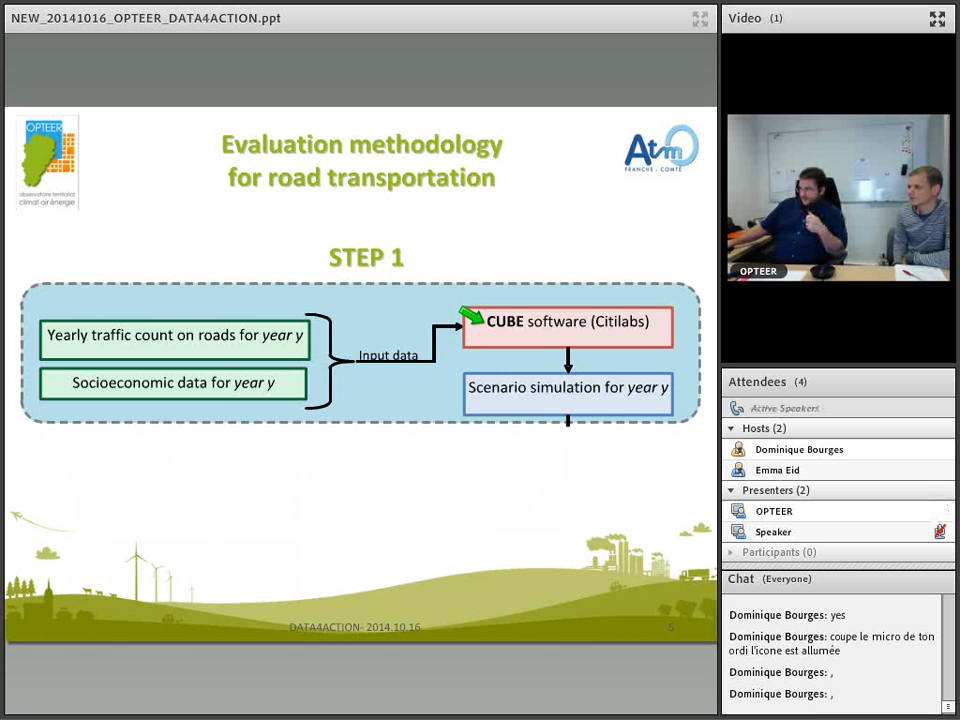 NEW_20141016_OPTEER_DATA4ACTION.ppt
OPTEER
observatoire territorial
climat air énergie
Evaluation methodology
for road transportation
Atmo
FRANCHE - COMTÉ
STEP 1
Yearly traffic count on roads for year y
Socioeconomic data for year y
Input data
CUBE software (Citilabs)
Scenario simulation for year y
DATA4ACTION- 2014.10.16
5
Video (1)
OPTEER
Attendees (4)
Active Speakers
Hosts (2)
Dominique Bourges
Emma Eid
Presenters (2)
OPTEER
Speaker
Participants (0)
Chat (Everyone)
Dominique Bourges: yes
Dominique Bourges: coupe le micro de ton
ordi l'icone est allumée
Dominique Bourges: ,
Dominique Bourges: ,